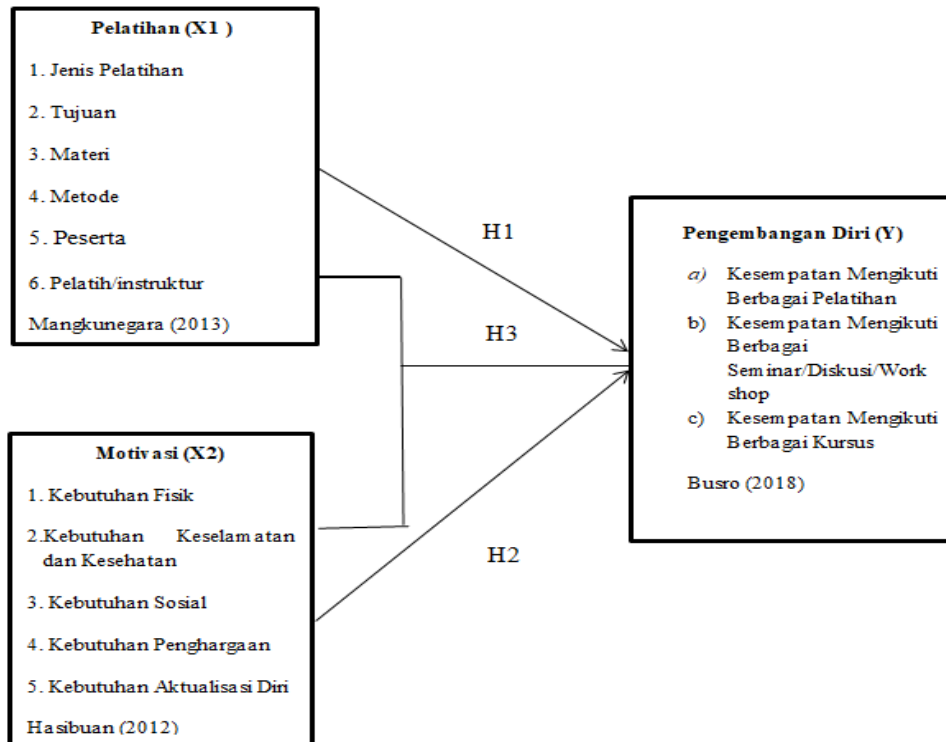 Pelatihan (X1 )
1. Jenis Pelatihan
2. Tujuan
3. Materi
4. Metode
5. Peserta
6. Pelatih/instruktur
Mangkunegara (2013)
Motivasi (X2)
1. Kebutuhan Fisik
2.Kebutuhan Keselamatan
dan Kesehatan
3. Kebutuhan Sosial
4. Kebutuhan Penghargaan
5. Kebutuhan Aktualisasi Diri
Hasibuan (2012)
H1
H3
H2
Pengembangan Diri (Y)
a) Kesempatan Mengikuti
Berbagai Pelatihan
b) Kesempatan Mengikuti
Berbagai
Seminar/Diskusi/Work
shop
c) Kesempatan Mengikuti
Berbagai Kursus
Busro (2018)